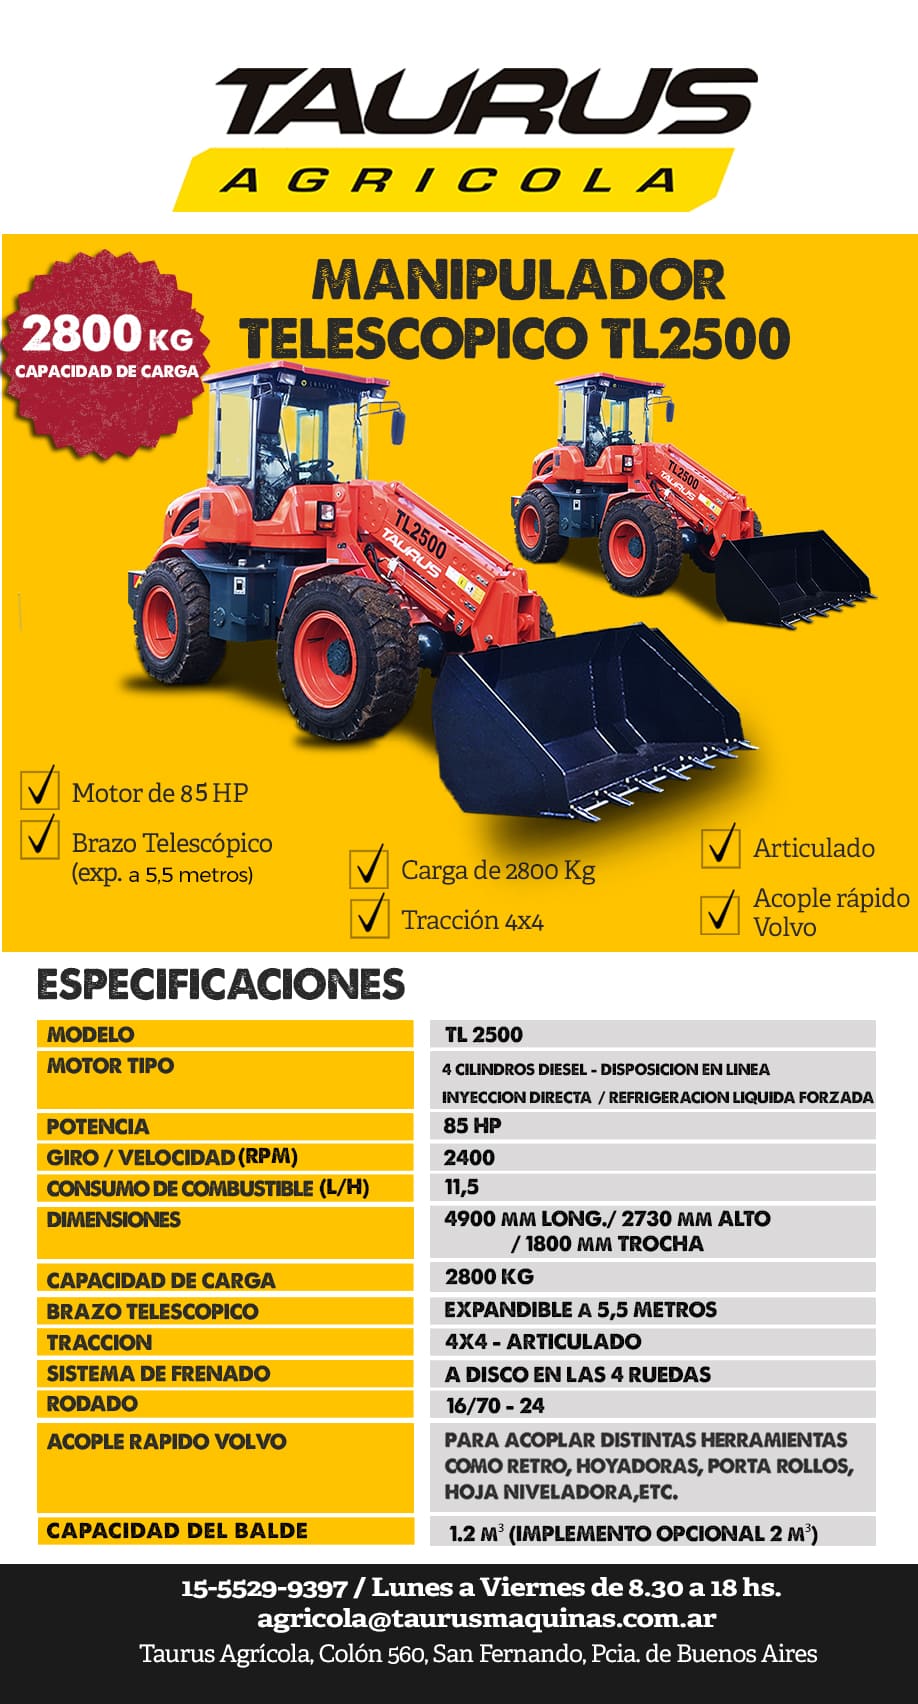 TAURUS
AGRICOLA
MANIPULADOR
TELESCOPICO TL2500
2800 KG
CAPACIDAD DE CARGA
TL2500
TAURUS
TL2500
TAURUS
Motor de 85 HP
Brazo Telescópico
(exp. a 5,5 metros)
Carga de 2800 Kg
Tracción 4x4
Articulado
Acople rápido
Volvo
ESPECIFICACIONES
MODELO TL 2500
MOTOR TIPO 4 CILINDROS DIESEL - DISPOSICION EN LINEA
INYECCION DIRECTA / REFRIGERACION LIQUIDA FORZADA
POTENCIA 85 HP
GIRO / VELOCIDAD (RPM) 2400
CONSUMO DE COMBUSTIBLE (L/H) 11,5
DIMENSIONES 4900 MM LONG./ 2730 MM ALTO
/ 1800 MM TROCHA
CAPACIDAD DE CARGA 2800 KG
BRAZO TELESCOPICO EXPANDIBLE A 5,5 METROS
TRACCION 4X4 - ARTICULADO
SISTEMA DE FRENADO A DISCO EN LAS 4 RUEDAS
RODADO 16/70 - 24
ACOPLE RAPIDO VOLVO PARA ACOPLAR DISTINTAS HERRAMIENTAS
COMO RETRO, HOYADORAS, PORTA ROLLOS,
HOJA NIVELADORA,ETC.
CAPACIDAD DEL BALDE 1.2 M³ (IMPLEMENTO OPCIONAL 2 M³)
15-5529-9397 / Lunes a Viernes de 8.30 a 18 hs.
agricola@taurusmaquinas.com.ar
Taurus Agrícola, Colón 560, San Fernando, Pcia. de Buenos Aires